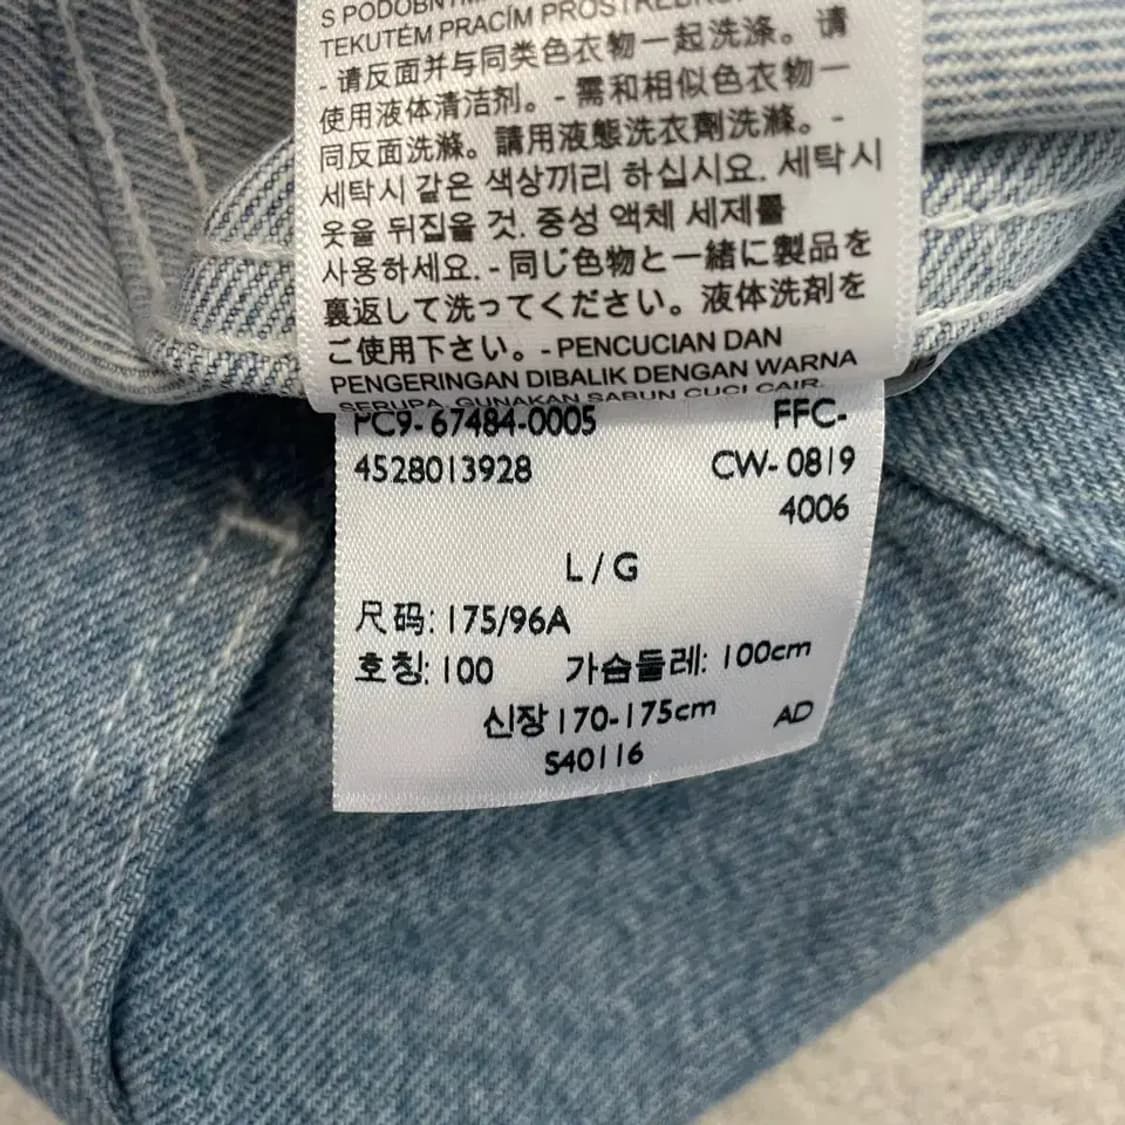 S PODOBNÝM
TEKUTÉM PRACÍM PROSTŘEDKU.
- 请反面并与同类色衣物一起洗涤。请
使用液体清洁剂。- 需和相似色衣物一
同反面洗滌。請用液態洗衣劑洗滌。-
세탁시 같은 색상끼리 하십시요. 세탁시
옷을 뒤집을 것. 중성 액체 세제를
사용하세요. - 同じ色物と一緒に製品を
裏返して洗ってください。液体洗剤を
ご使用下さい。- PENCUCIAN DAN
PENGERINGAN DIBALIK DENGAN WARNA
SERUPA. GUNAKAN SABUN CUCI CAIR.
PC9- 67484-0005 FFC-
4528013928 CW- 0819
4006
L / G
尺码: 175/96A
호칭: 100 가슴둘레: 100cm
신장 170-175cm AD
S40116